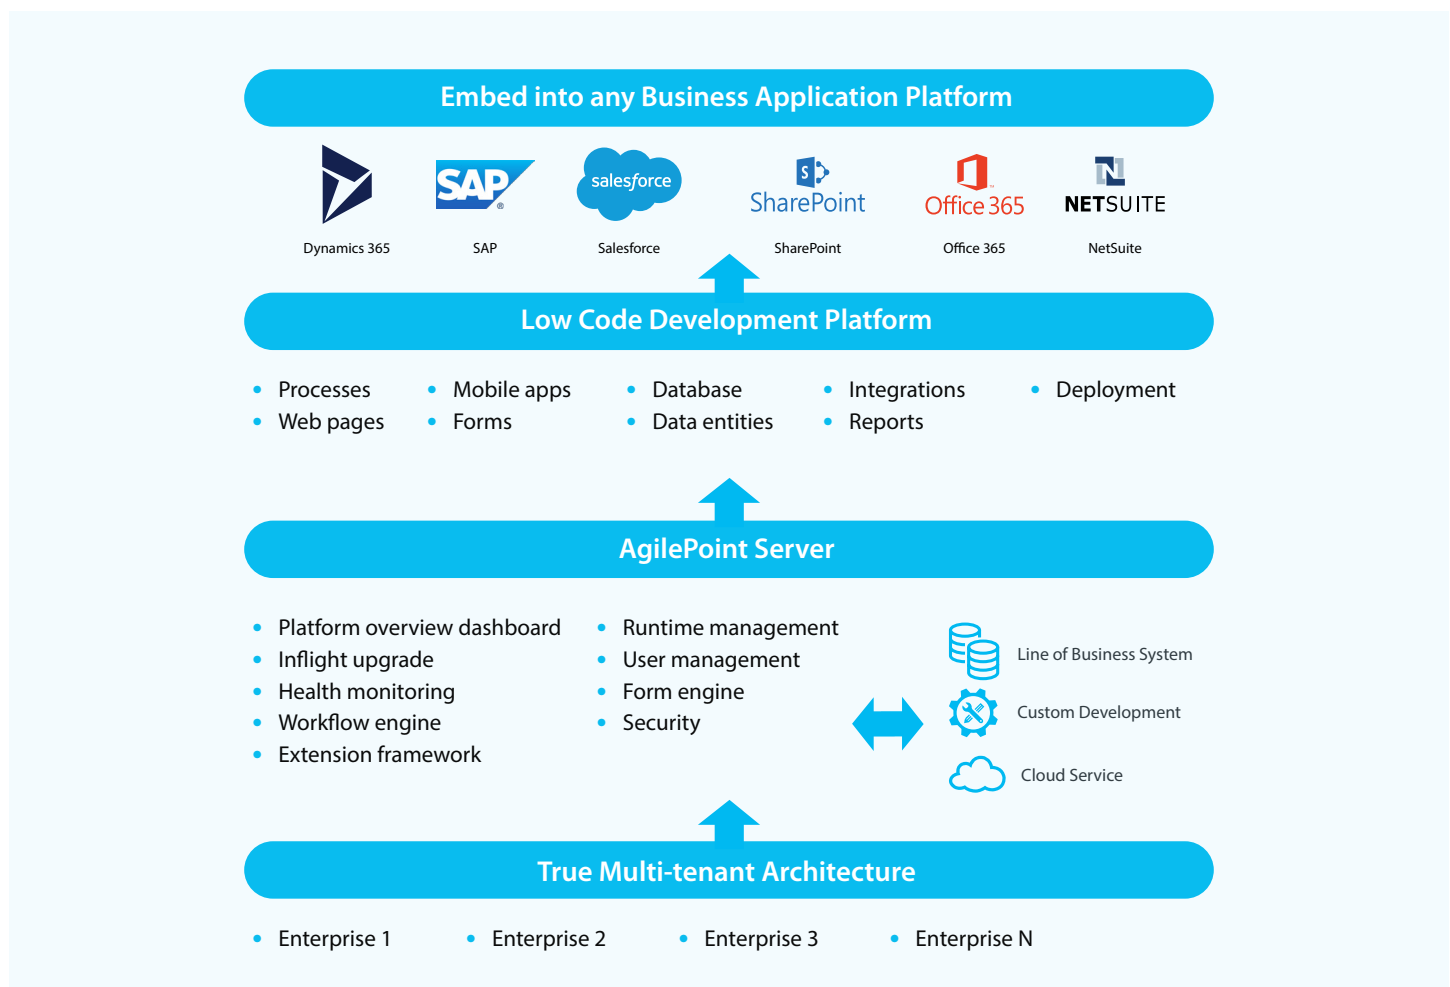 Embed into any Business Application Platform
SAP
®
salesforce
S
SharePoint
Office 365
N
NETSUITE
Dynamics 365
SAP
Salesforce
SharePoint
Office 365
NetSuite
Low Code Development Platform
• Processes
• Web pages
• Mobile apps
• Forms
• Database
• Data entities
• Integrations
• Reports
• Deployment
AgilePoint Server
• Platform overview dashboard
• Inflight upgrade
• Health monitoring
• Workflow engine
• Extension framework
• Runtime management
• User management
• Form engine
• Security
Line of Business System
Custom Development
Cloud Service
True Multi-tenant Architecture
• Enterprise 1
• Enterprise 2
• Enterprise 3
• Enterprise N